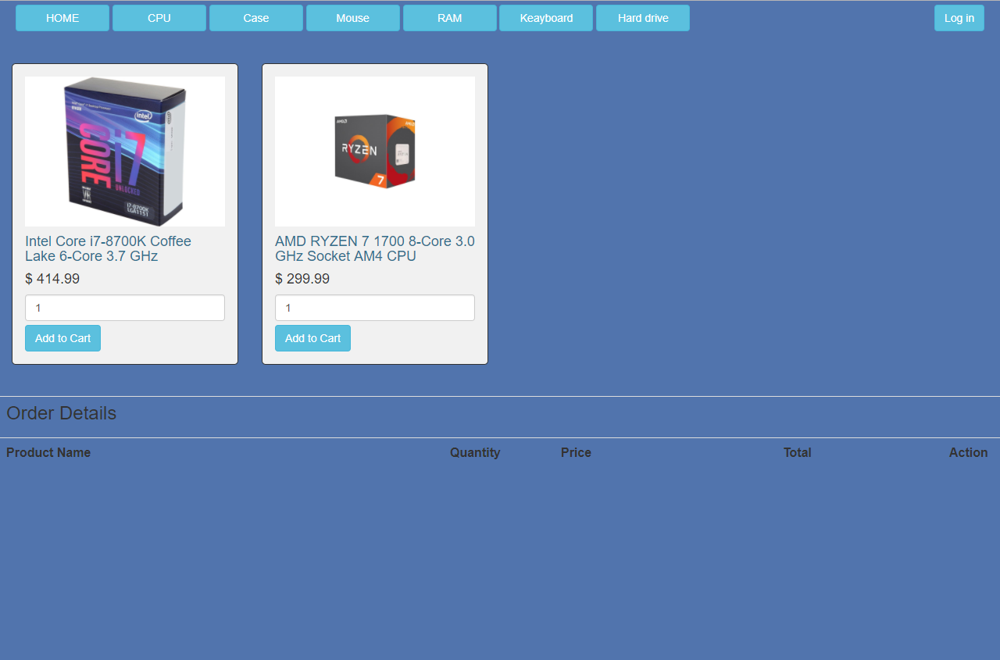 HOME CPU Case Mouse RAM Keayboard Hard drive Log in
intel
CORE i7
UNLOCKED
i7-8700K
LGA1151
AMD
RYZEN
7
Intel Core i7-8700K Coffee
Lake 6-Core 3.7 GHz
$ 414.99
1
Add to Cart
AMD RYZEN 7 1700 8-Core 3.0
GHz Socket AM4 CPU
$ 299.99
1
Add to Cart
Order Details
Product Name Quantity Price Total Action